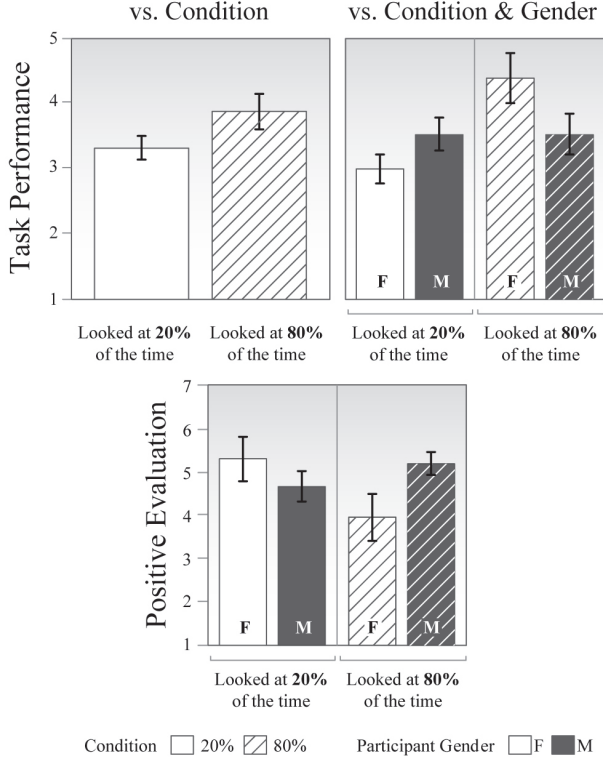 vs. Condition
vs. Condition & Gender
Task Performance
5
4
3
2
1
F
M
F
M
Looked at 20%
of the time
Looked at 80%
of the time
Looked at 20%
of the time
Looked at 80%
of the time
Positive Evaluation
7
6
5
4
3
2
1
F
M
F
M
Looked at 20%
of the time
Looked at 80%
of the time
Condition 20% 80%
Participant Gender F M